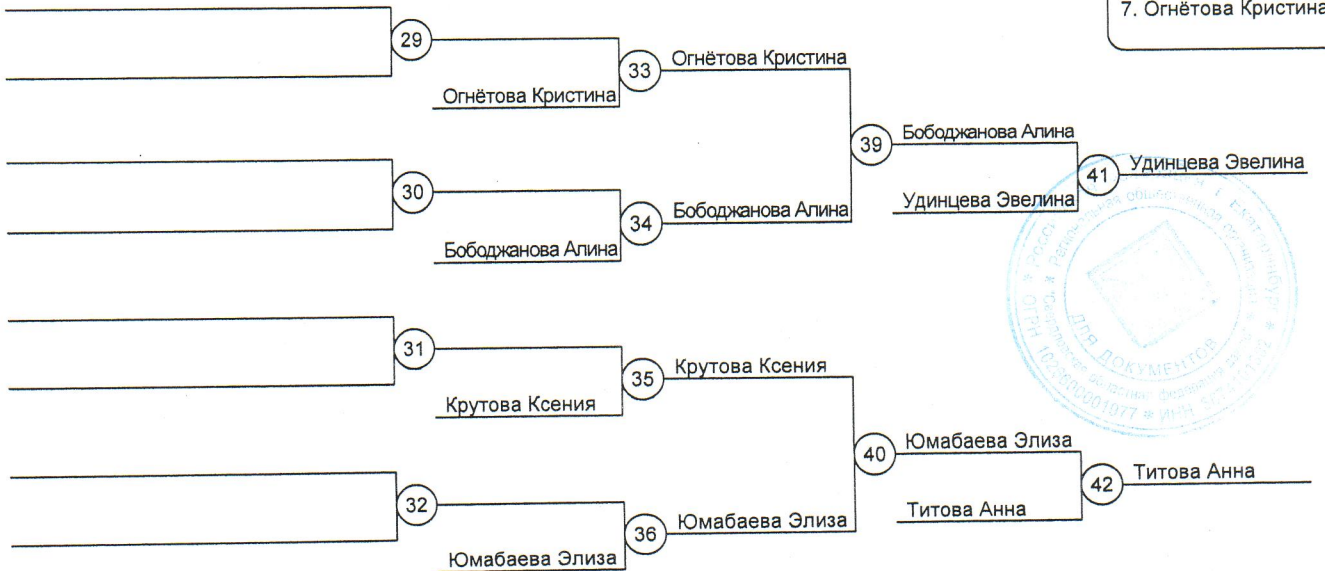 7. Огнётова Кристина
29
Огнётова Кристина
33
Огнётова Кристина
39
Бободжанова Алина
41
Удинцева Эвелина
Удинцева Эвелина
30
Бободжанова Алина
34
Бободжанова Алина
31
Крутова Ксения
35
Крутова Ксения
40
Юмабаева Элиза
42
Титова Анна
Титова Анна
32
Юмабаева Элиза
36
Юмабаева Элиза
ДЛЯ ДОКУМЕНТОВ